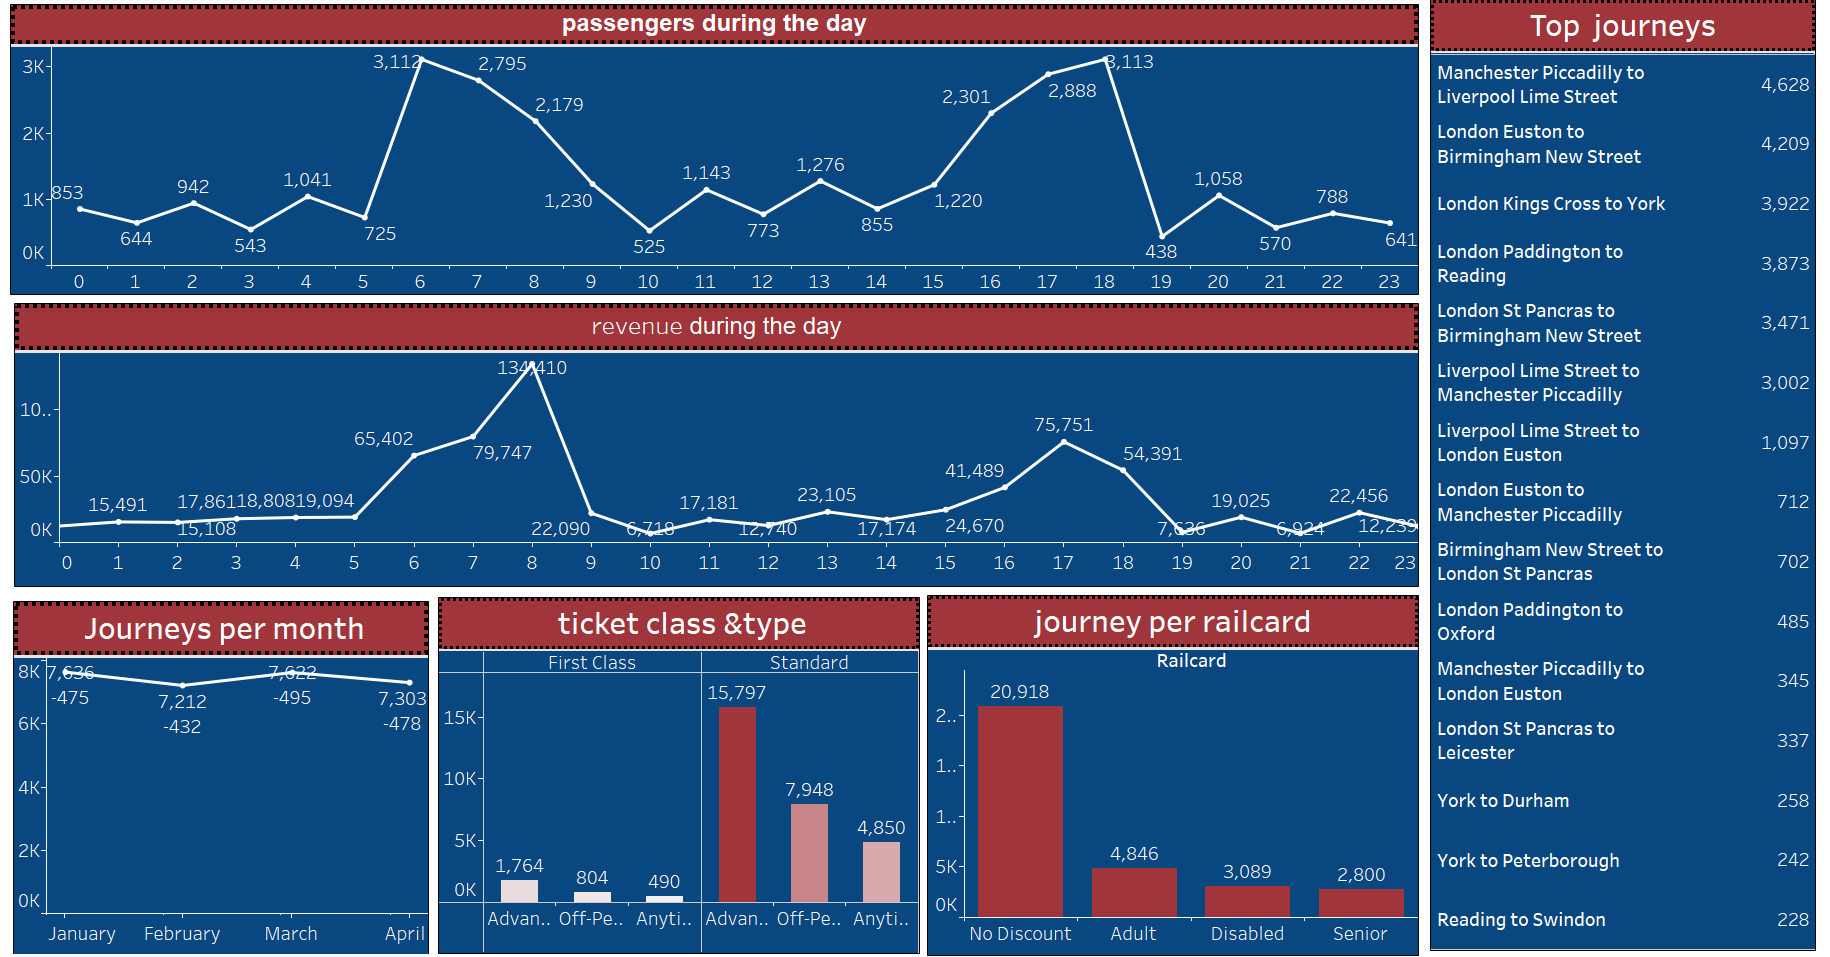 passengers during the day
3K
2K
1K
0K
853
644
942
543
1,041
725
3,112
2,795
2,179
1,230
525
1,143
773
1,276
855
1,220
2,301
2,888
3,113
438
1,058
570
788
641
0 1 2 3 4 5 6 7 8 9 10 11 12 13 14 15 16 17 18 19 20 21 22 23
revenue during the day
10..
50K
0K
15,491
15,108
17,861
18,808
19,094
65,402
79,747
134,410
22,090
6,718
17,181
12,740
23,105
17,174
24,670
41,489
75,751
54,391
7,636
19,025
6,924
22,456
12,239
0 1 2 3 4 5 6 7 8 9 10 11 12 13 14 15 16 17 18 19 20 21 22 23
Journeys per month
8K
6K
4K
2K
0K
7,636
-475
7,212
-432
7,622
-495
7,303
-478
January February March April
ticket class &type
First Class Standard
15K
10K
5K
0K
1,764
804
490
15,797
7,948
4,850
Advan.. Off-Pe.. Anyti.. Advan.. Off-Pe.. Anyti..
journey per railcard
Railcard
2..
1..
1..
5K
0K
20,918
4,846
3,089
2,800
No Discount Adult Disabled Senior
Top journeys
Manchester Piccadilly to
Liverpool Lime Street
4,628
London Euston to
Birmingham New Street
4,209
London Kings Cross to York
3,922
London Paddington to
Reading
3,873
London St Pancras to
Birmingham New Street
3,471
Liverpool Lime Street to
Manchester Piccadilly
3,002
Liverpool Lime Street to
London Euston
1,097
London Euston to
Manchester Piccadilly
712
Birmingham New Street to
London St Pancras
702
London Paddington to
Oxford
485
Manchester Piccadilly to
London Euston
345
London St Pancras to
Leicester
337
York to Durham
258
York to Peterborough
242
Reading to Swindon
228